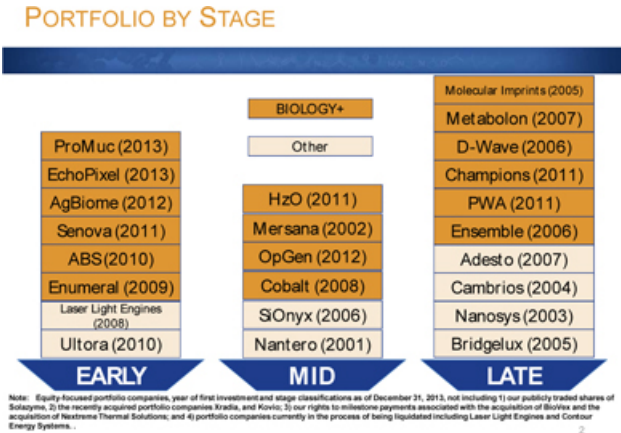 PORTFOLIO BY STAGE
BIOLOGY+
Other
ProMuc (2013)
EchoPixel (2013)
AgBiome (2012)
Senova (2011)
ABS(2010)
Enumeral (2009)
Laser Light Engines
(2008)
Ultora (2010)
EARLY
HzO (2011)
Mersana (2002)
OpGen (2012)
Cobalt (2008)
SiOnyx (2006)
Nantero (2001)
MID
Molecular Imprints (2005)
Metabolon (2007)
D-Wave (2006)
Champions (2011)
PWA (2011)
Ensemble (2006)
Adesto (2007)
Cambrios (2004)
Nanosys (2003)
Bridgelux (2005)
LATE
Note: Equity-focused portfolio companies, year of first investment and stage classifications as of December 31, 2013, not including 1) our publicly traded shares of
Solazyme, 2) the recently acquired portfolio companies Xradia, and Kovio; 3) our rights to milestone payments associated with the acquisition of BioVex and the
acquisition of Nextreme Thermal Solutions; and 4) portfolio companies currently in the process of being liquidated including Laser Light Engines and Contour
Energy Systems. .
2